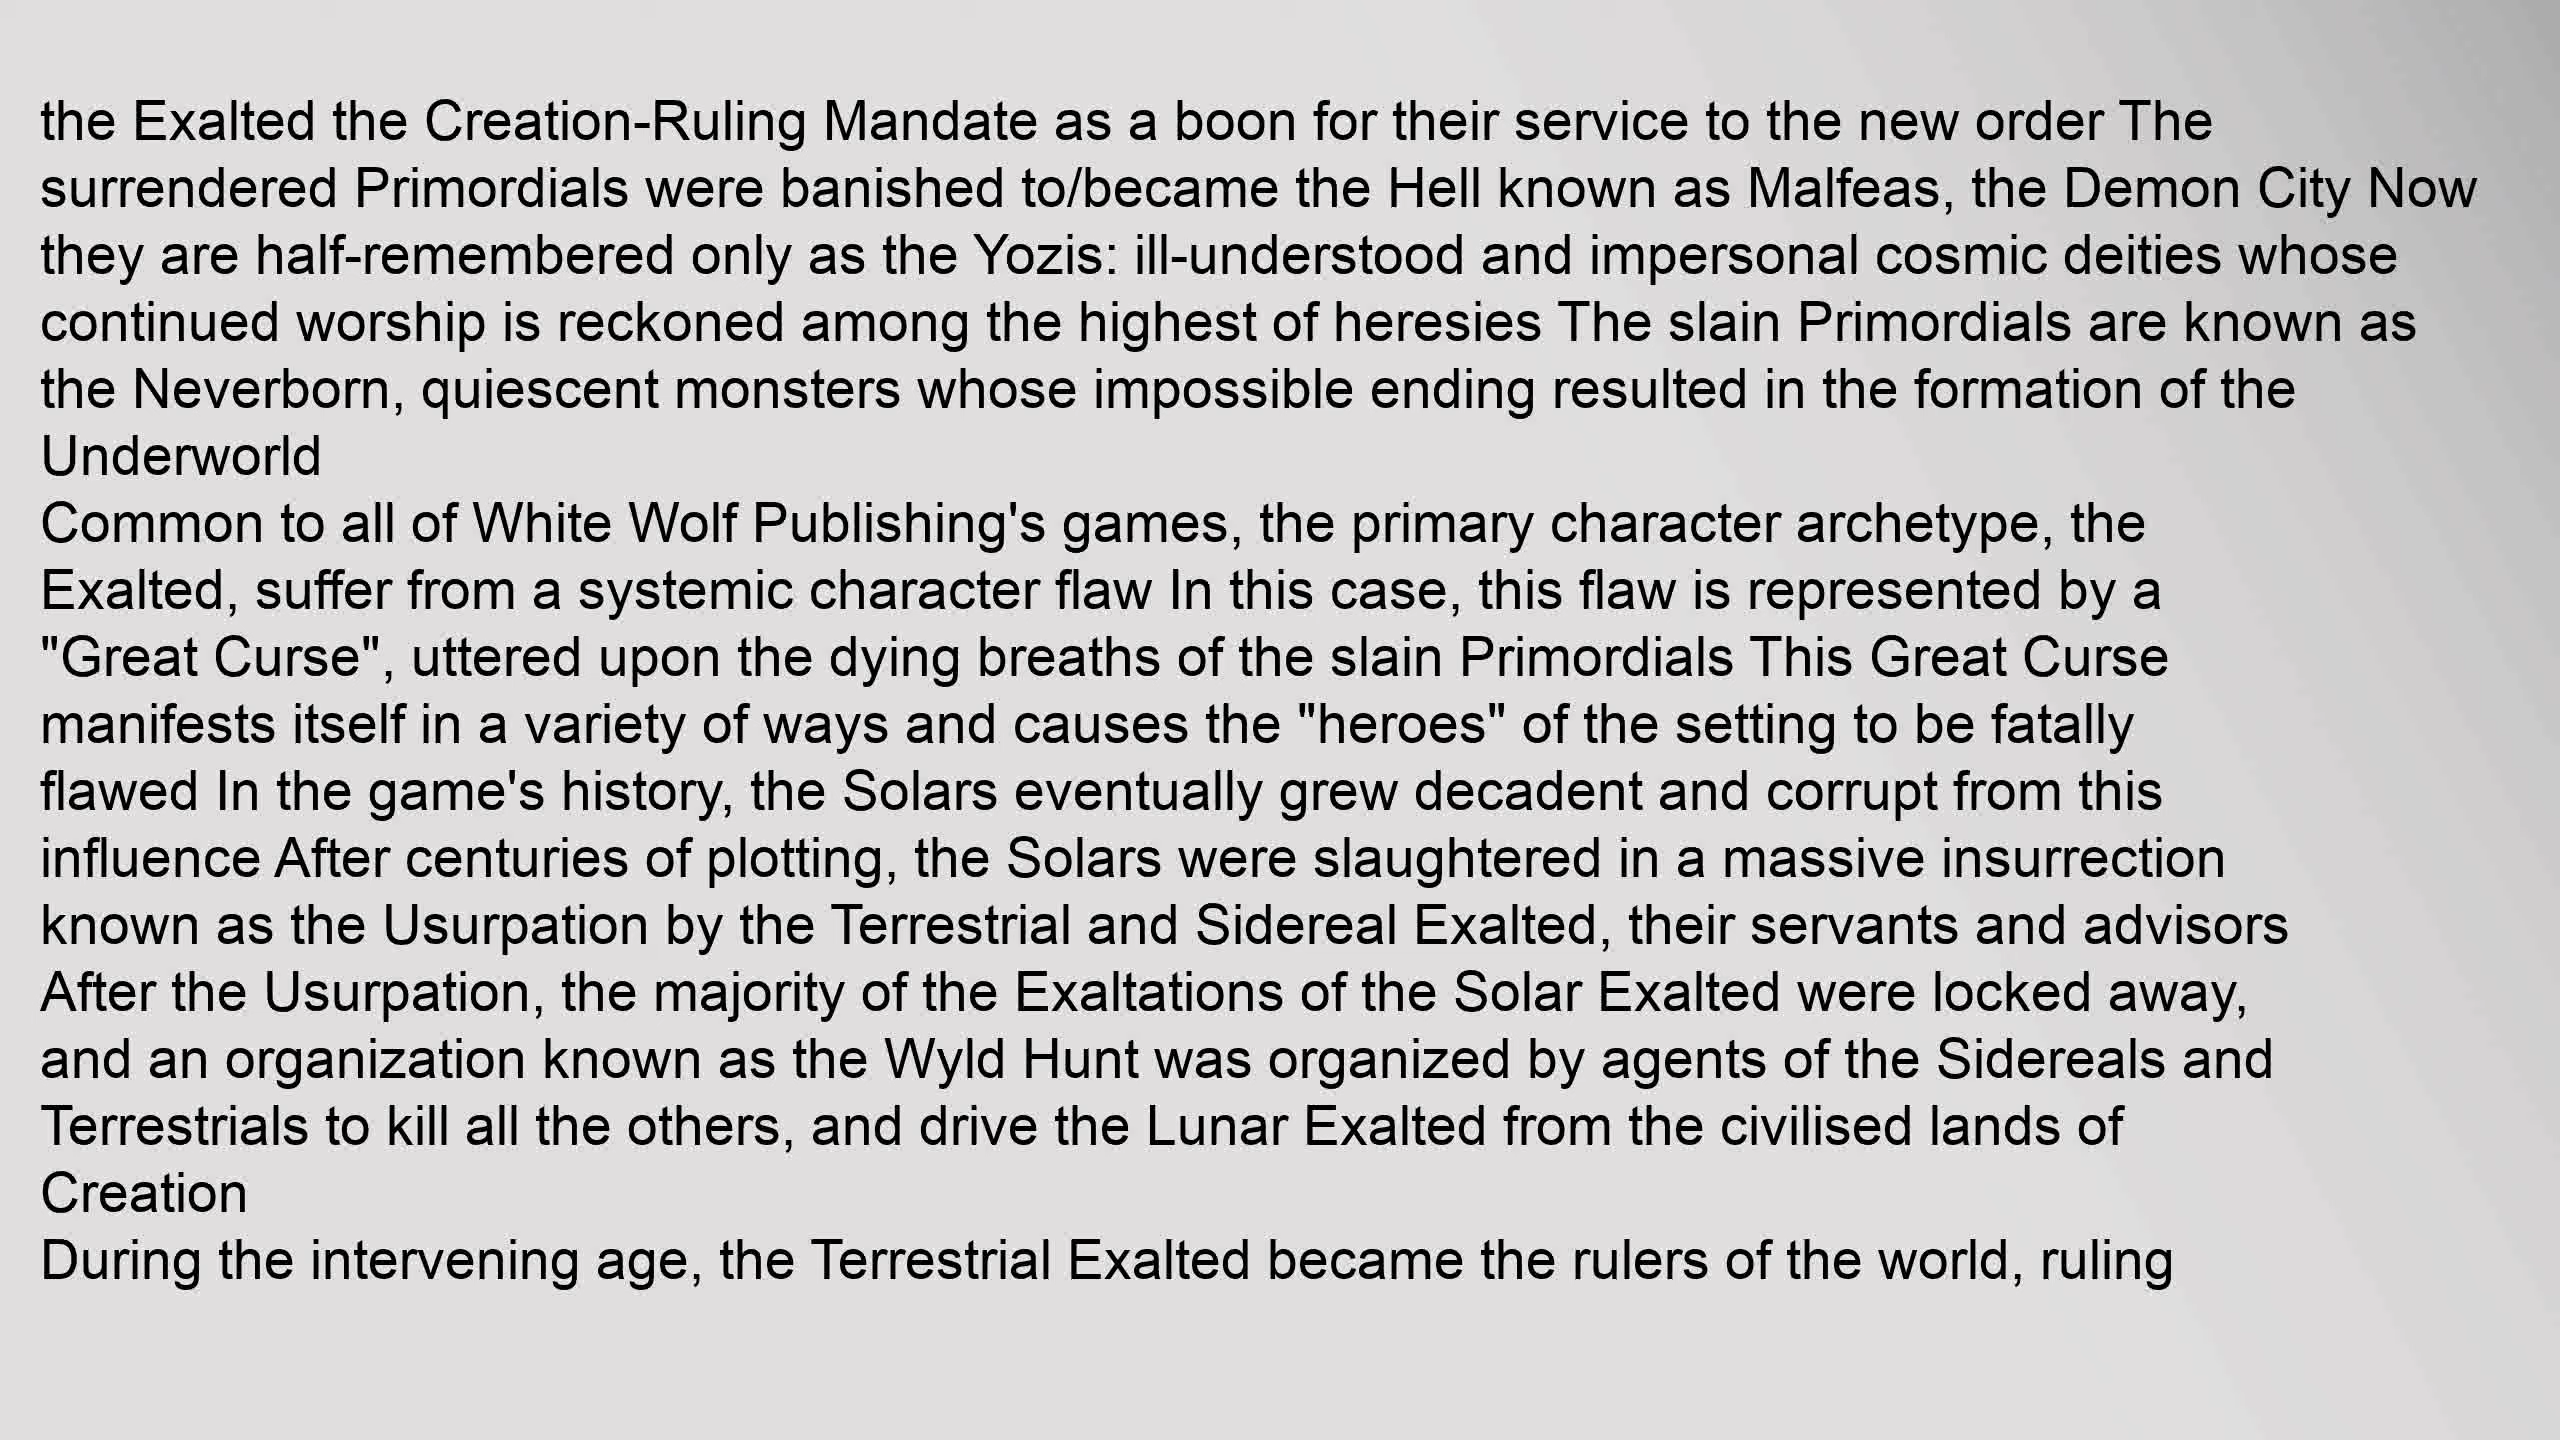 the Exalted the Creation-Ruling Mandate as a boon for their service to the new order The
surrendered Primordials were banished to/became the Hell known as Malfeas, the Demon City Now
they are half-remembered only as the Yozis: ill-understood and impersonal cosmic deities whose
continued worship is reckoned among the highest of heresies The slain Primordials are known as
the Neverborn, quiescent monsters whose impossible ending resulted in the formation of the
Underworld
Common to all of White Wolf Publishing's games, the primary character archetype, the
Exalted, suffer from a systemic character flaw In this case, this flaw is represented by a
"Great Curse", uttered upon the dying breaths of the slain Primordials This Great Curse
manifests itself in a variety of ways and causes the "heroes" of the setting to be fatally
flawed In the game's history, the Solars eventually grew decadent and corrupt from this
influence After centuries of plotting, the Solars were slaughtered in a massive insurrection
known as the Usurpation by the Terrestrial and Sidereal Exalted, their servants and advisors
After the Usurpation, the majority of the Exaltations of the Solar Exalted were locked away,
and an organization known as the Wyld Hunt was organized by agents of the Sidereals and
Terrestrials to kill all the others, and drive the Lunar Exalted from the civilised lands of
Creation
During the intervening age, the Terrestrial Exalted became the rulers of the world, ruling